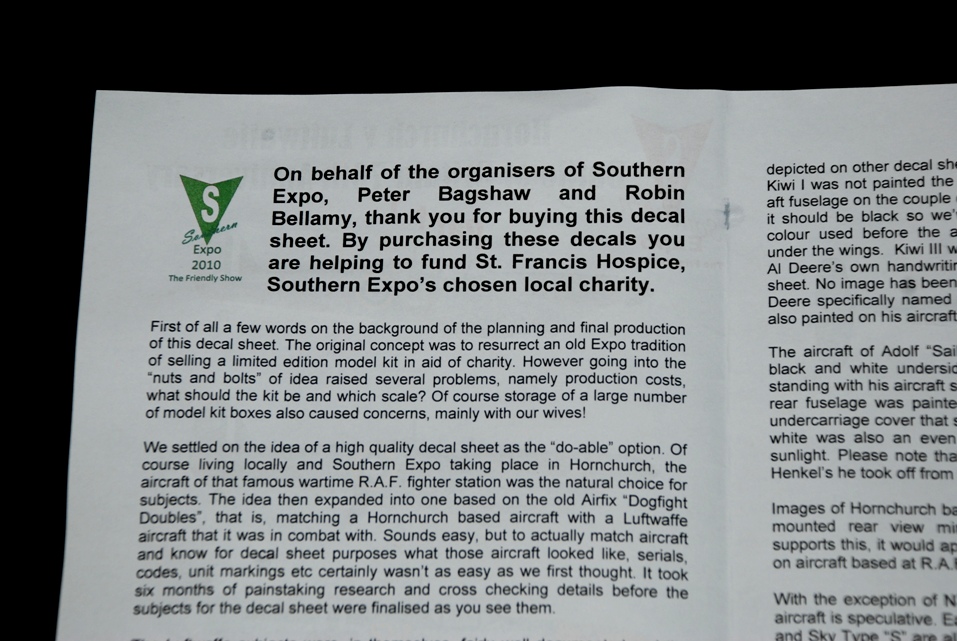 S
Southern
Expo
2010
The Friendly Show
On behalf of the organisers of Southern
Expo, Peter Bagshaw and Robin
Bellamy, thank you for buying this decal
sheet. By purchasing these decals you
are helping to fund St. Francis Hospice,
Southern Expo's chosen local charity.
First of all a few words on the background of the planning and final production
of this decal sheet. The original concept was to resurrect an old Expo tradition
of selling a limited edition model kit in aid of charity. However going into the
“nuts and bolts” of idea raised several problems, namely production costs,
what should the kit be and which scale? Of course storage of a large number
of model kit boxes also caused concerns, mainly with our wives!
We settled on the idea of a high quality decal sheet as the “do-able” option. Of
course living locally and Southern Expo taking place in Hornchurch, the
aircraft of that famous wartime R.A.F. fighter station was the natural choice for
subjects. The idea then expanded into one based on the old Airfix “Dogfight
Doubles”, that is, matching a Hornchurch based aircraft with a Luftwaffe
aircraft that it was in combat with. Sounds easy, but to actually match aircraft
and know for decal sheet purposes what those aircraft looked like, serials,
codes, unit markings etc certainly wasn't as easy as we first thought. It took
six months of painstaking research and cross checking details before the
subjects for the decal sheet were finalised as you see them.
depicted on other decal
Kiwi I was not painted the
aft fuselage on the couple
it should be black so
colour used before the
under the wings. Kiwi III
Al Deere's own
sheet. No image has been
Deere specifically named
also painted on his aircraft
The aircraft of Adolf
black and white
standing with his aircraft
rear fuselage was
undercarriage cover that
white was also an even
sunlight. Please note
Henkel's he took off from
Images of Hornchurch
mounted rear view
supports this, it would
on aircraft based at
With the exception of
aircraft is speculative.
and Sky Type “S” are